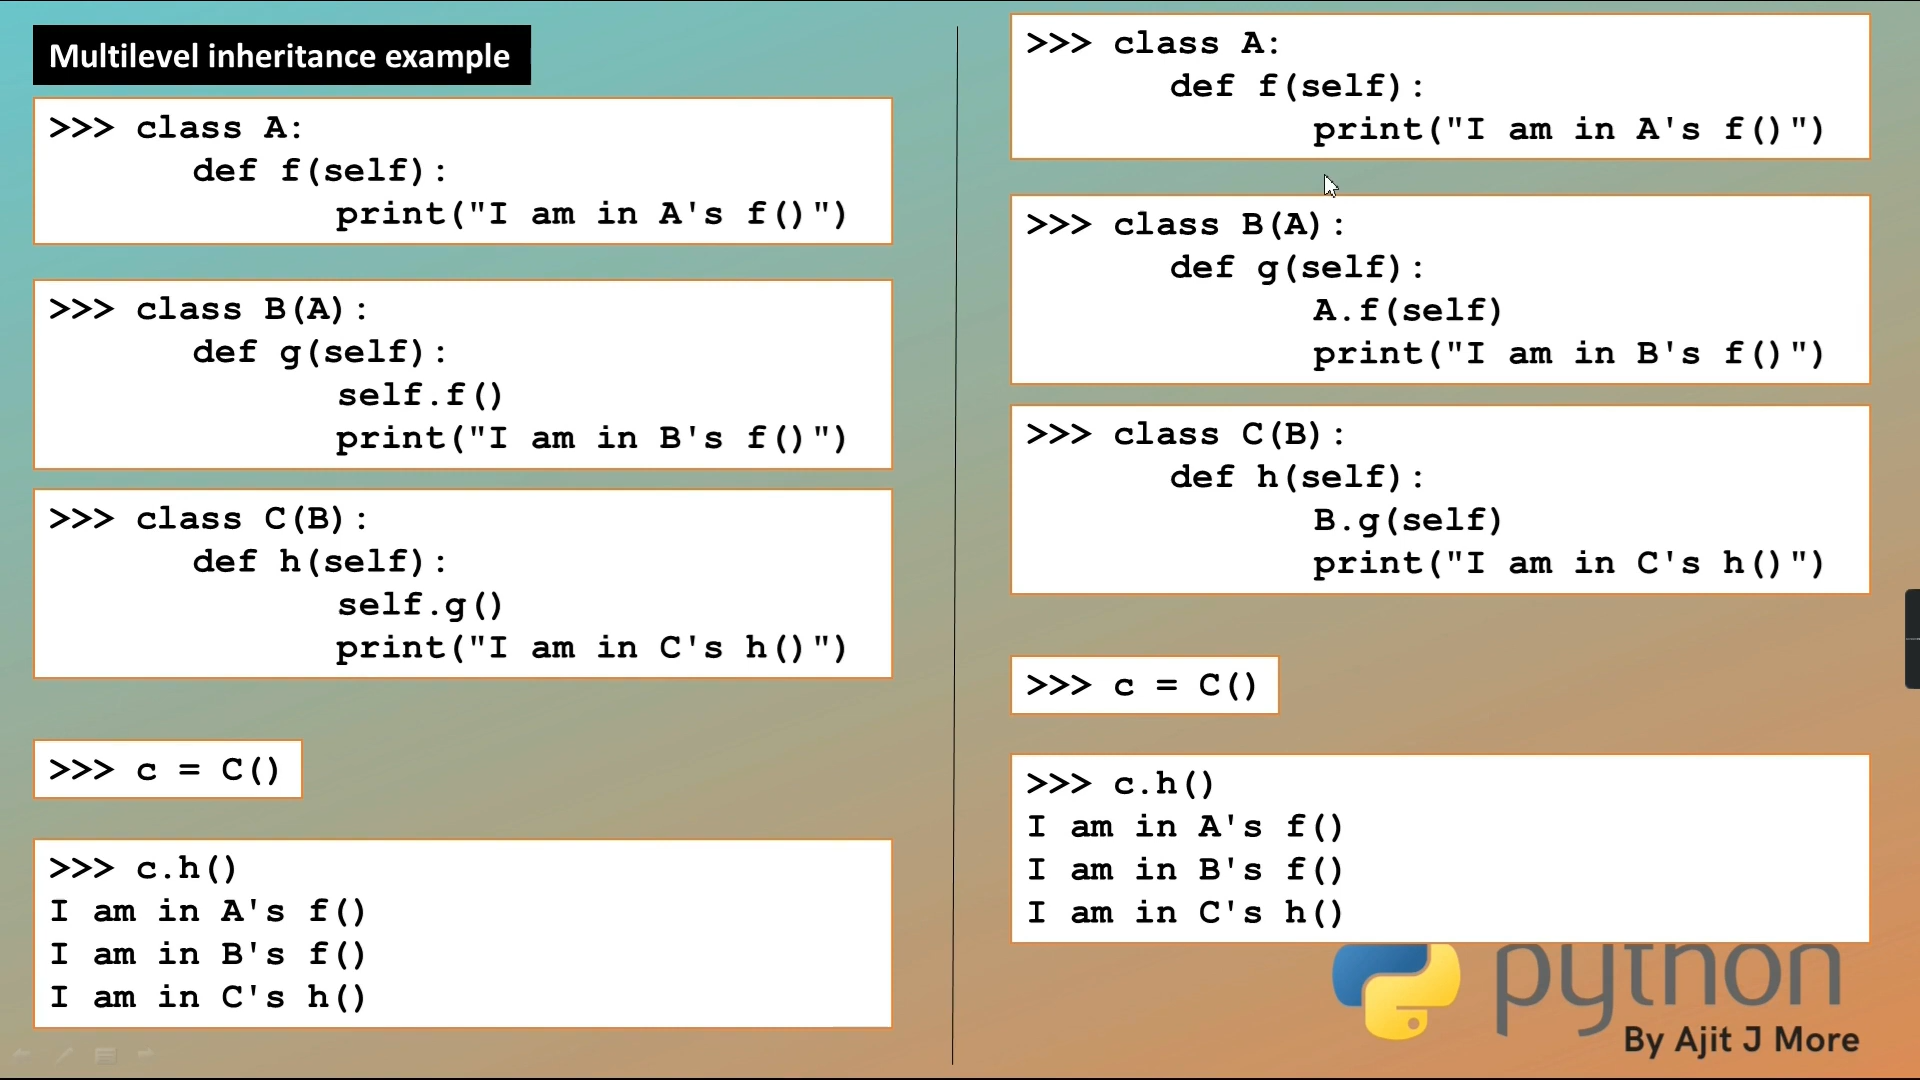 Multilevel inheritance example
>>> class A:
def f(self):
print("I am in A's f()")
>>> class B(A):
def g(self):
self.f()
print("I am in B's f()")
>>> class C(B):
def h(self):
self.g()
print("I am in C's h()")
>>> c = C()
>>> c.h()
I am in A's f()
I am in B's f()
I am in C's h()
>>> class A:
def f(self):
print("I am in A's f()")
>>> class B(A):
def g(self):
A.f(self)
print("I am in B's f()")
>>> class C(B):
def h(self):
B.g(self)
print("I am in C's h()")
>>> c = C()
>>> c.h()
I am in A's f()
I am in B's f()
I am in C's h()
python
By Ajit J More